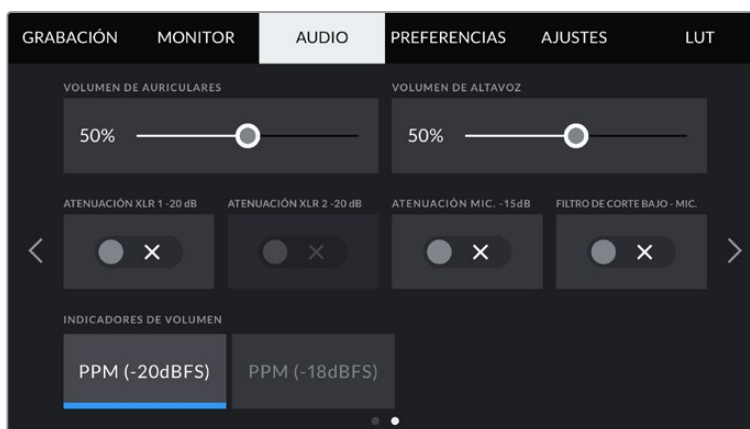 GRABACIÓN MONITOR AUDIO PREFERENCIAS AJUSTES LUT
VOLUMEN DE AURICULARES VOLUMEN DE ALTAVOZ
50% 50%
ATENUACIÓN XLR 1 -20 dB ATENUACIÓN XLR 2 -20 dB ATENUACIÓN MIC. -15dB FILTRO DE CORTE BAJO - MIC.
INDICADORES DE VOLUMEN
PPM (-20dBFS) PPM (-18dBFS)